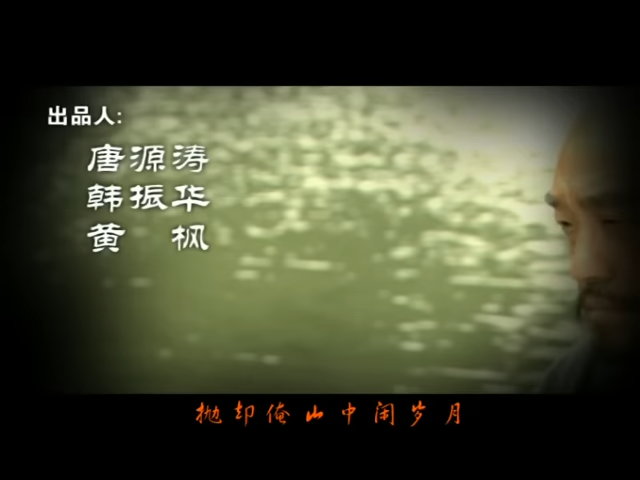 出品人:
唐源涛
韩振华
黄 枫
抛却俺山中闲岁月